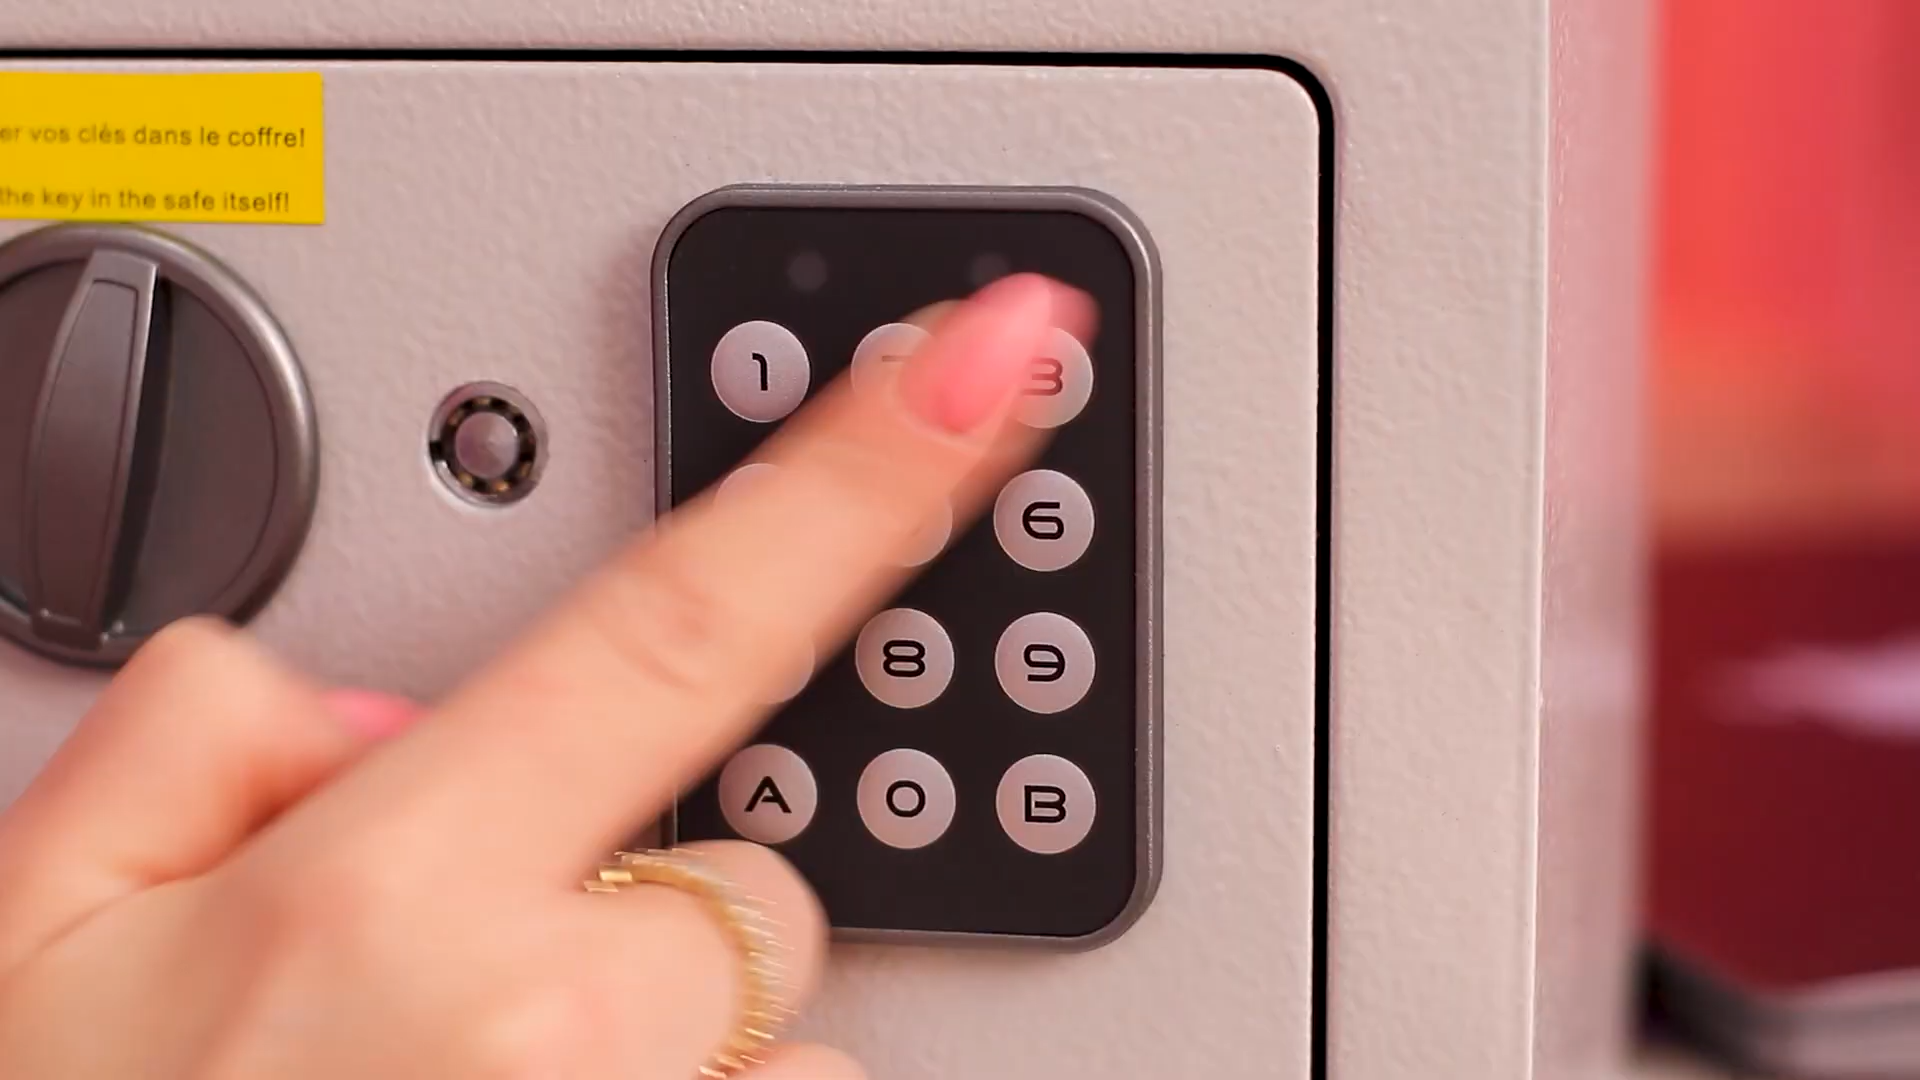 er vos clés dans le coffre!
the key in the safe itself!
1 3
6
8 9
A 0 B